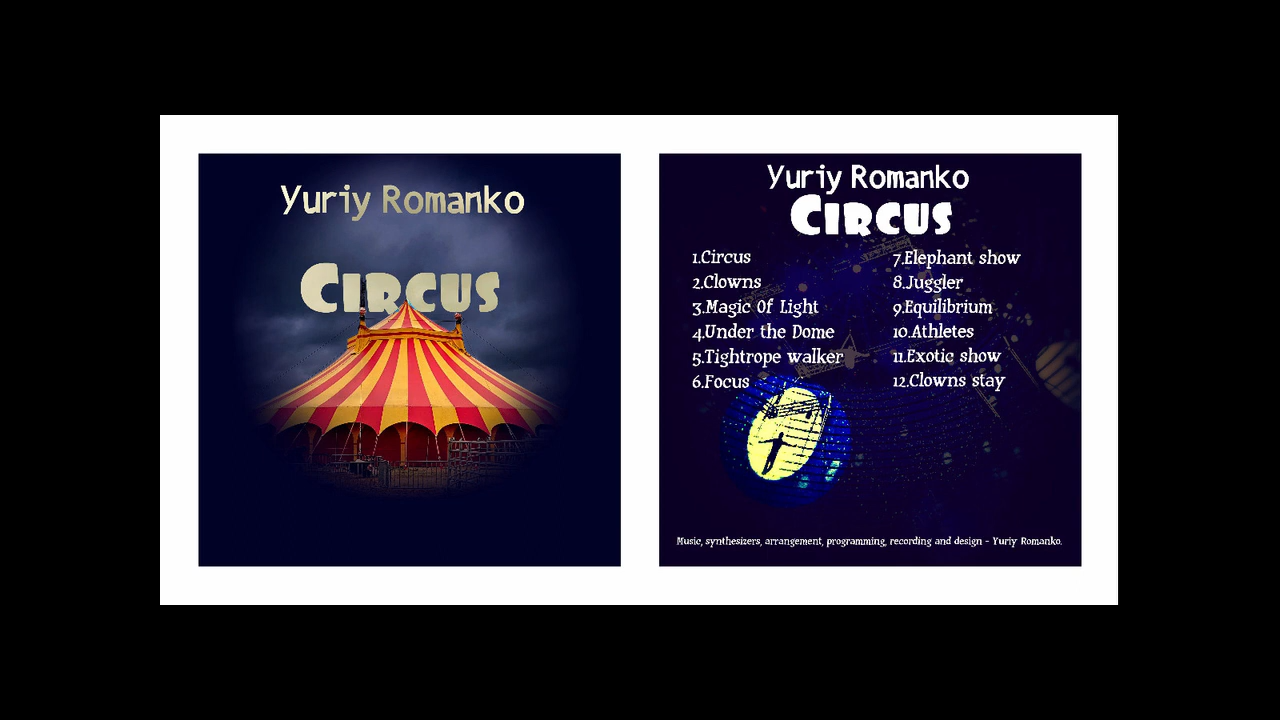 Yuriy Romanko
CIRCUS
Yuriy Romanko
CIRCUS
1.Circus
2.Clowns
3.Magic Of Light
4.Under the Dome
5.Tightrope walker
6.Focus
7.Elephant show
8.Juggler
9.Equilibrium
10.Athletes
11.Exotic show
12.Clowns stay
Music, synthesizers, arrangement, programming, recording and design - Yuriy Romanko.